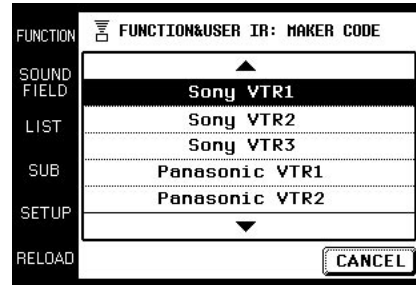 FUNCTION
FUNCTION&USER IR: MAKER CODE
SOUND
FIELD
LIST
SUB
SETUP
RELOAD
Sony VTR1
Sony VTR2
Sony VTR3
Panasonic VTR1
Panasonic VTR2
CANCEL